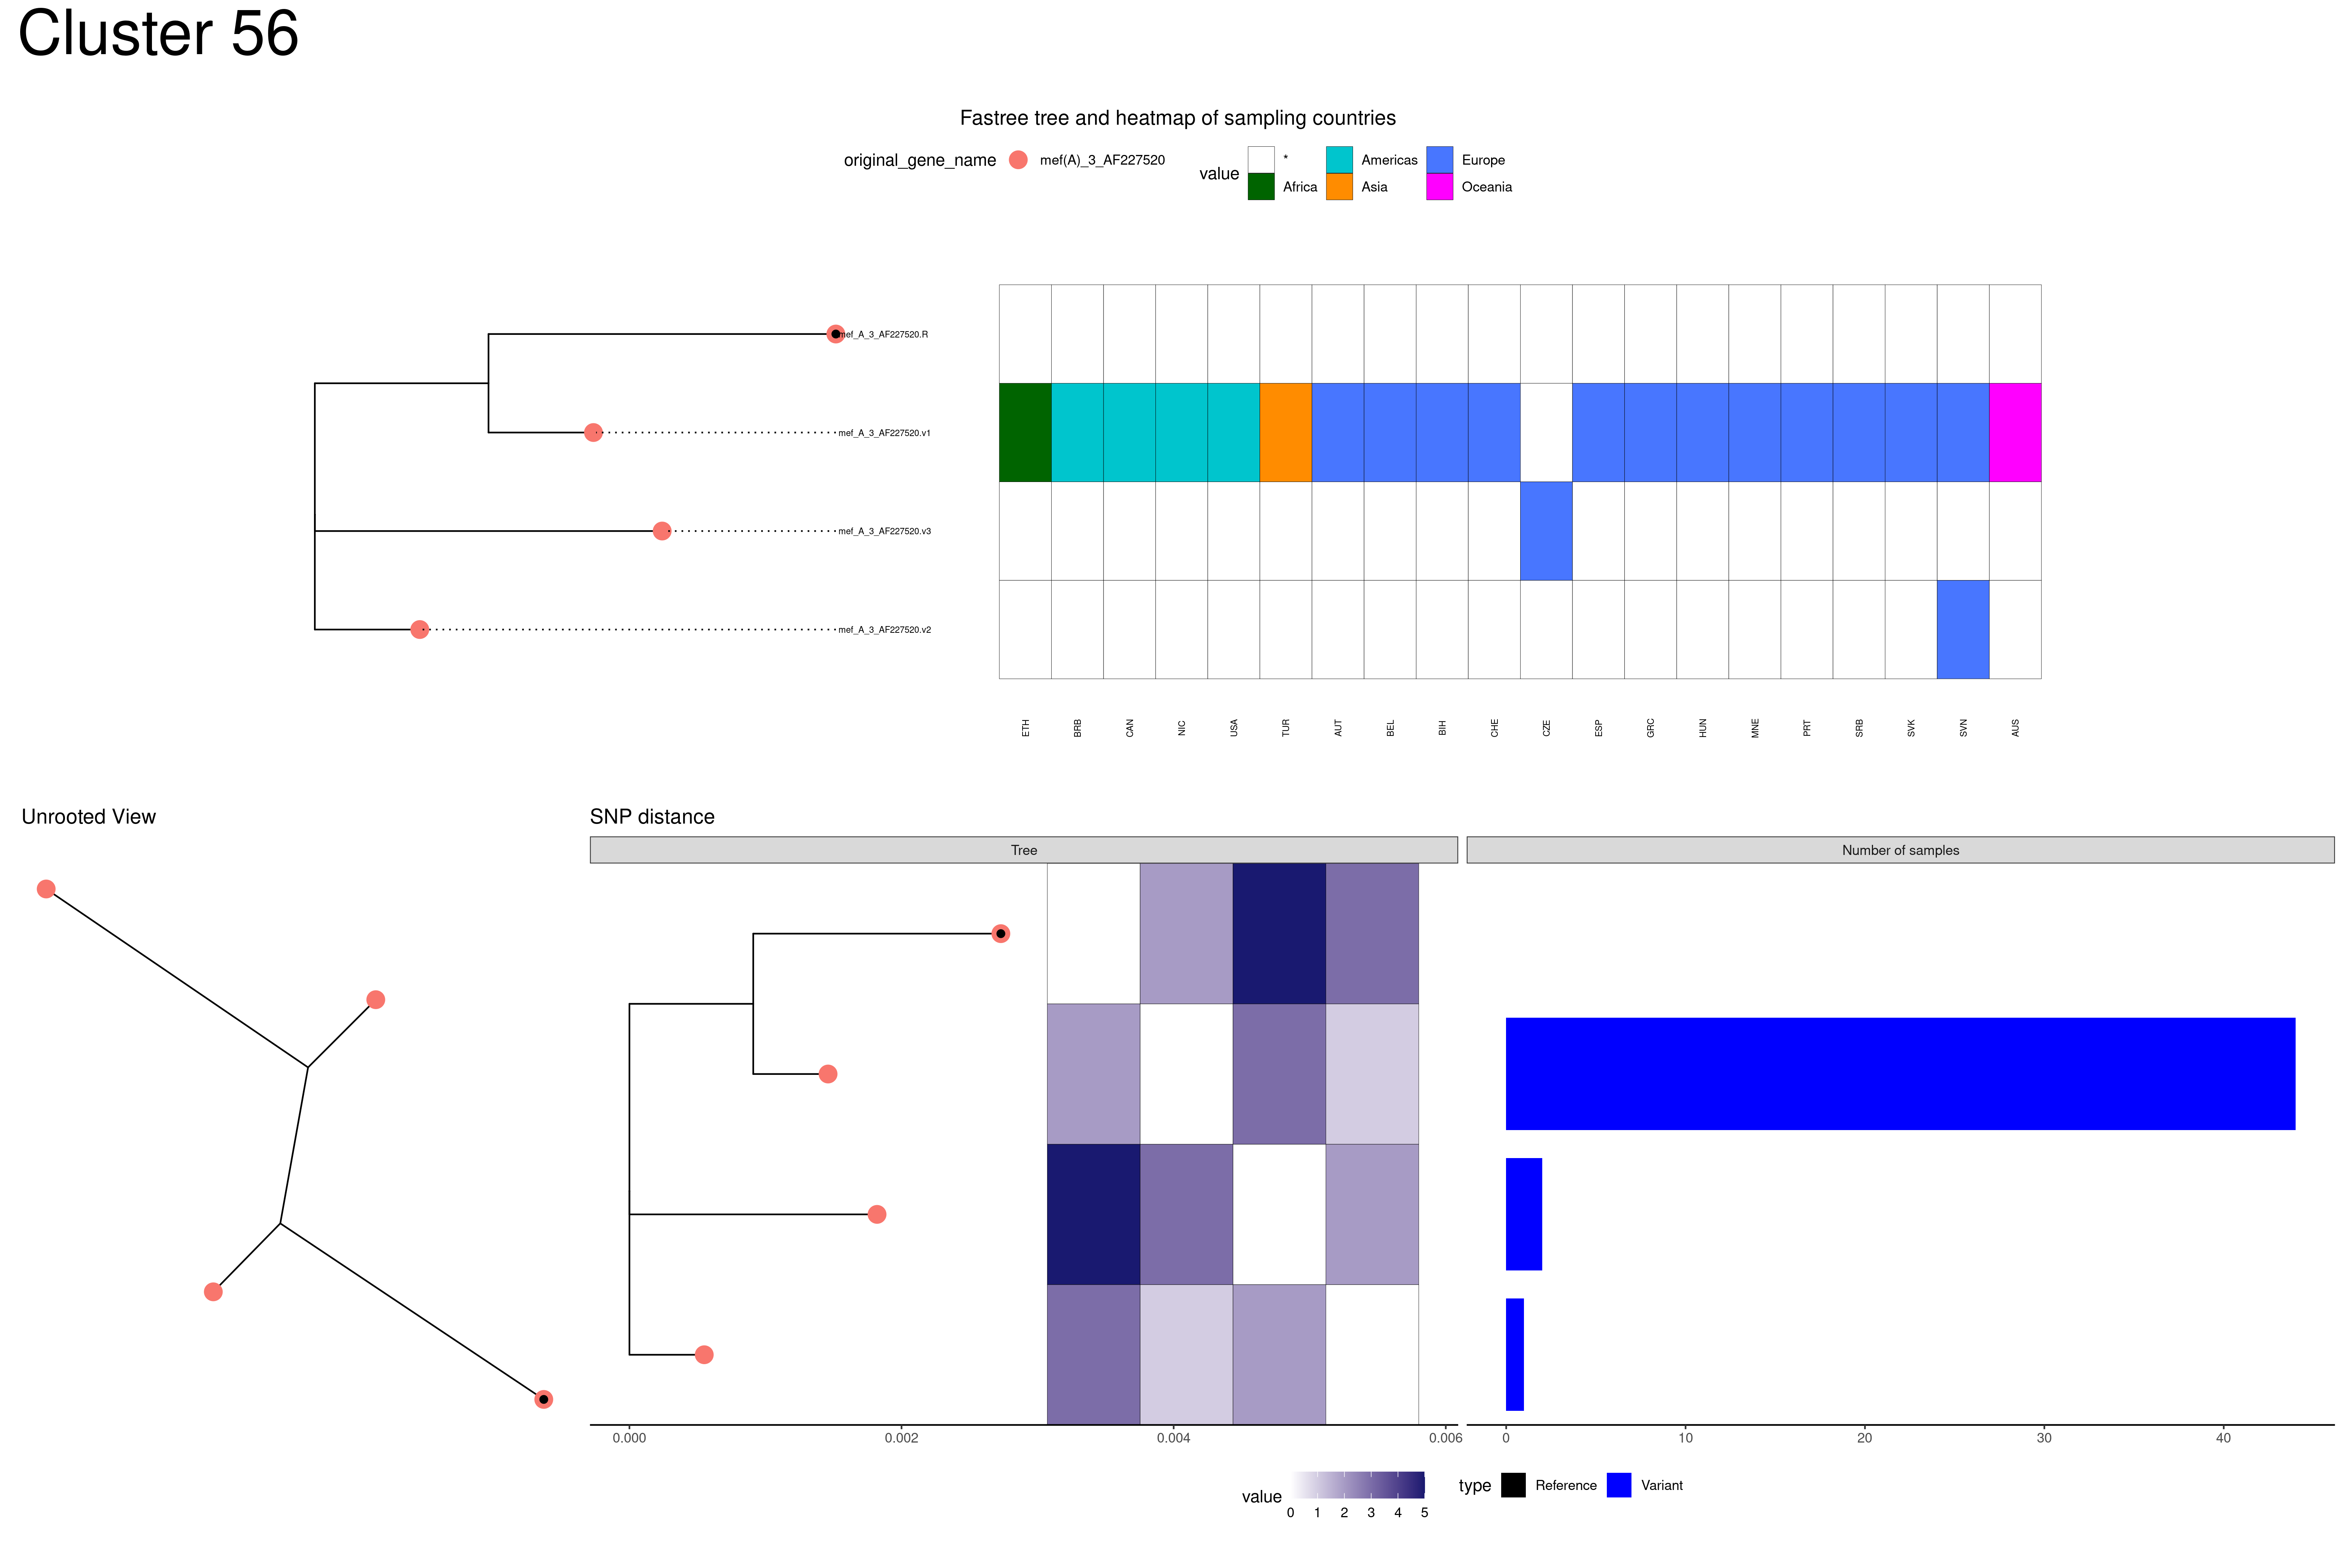 Cluster 56
Fastree tree and heatmap of sampling countries
original_gene_name mef(A)_3_AF227520
value * Americas Europe
Africa Asia Oceania
mef_A_3_AF227520.R
mef_A_3_AF227520.v1
mef_A_3_AF227520.v3
mef_A_3_AF227520.v2
ETH BRB CAN NIC USA TUR AUT BEL BIH CHE CZE ESP GRC HUN MNE PRT SRB SVK SVN AUS
Unrooted View
SNP distance
Tree Number of samples
0.000 0.002 0.004 0.006 0 10 20 30 40
value 0 1 2 3 4 5 type Reference Variant